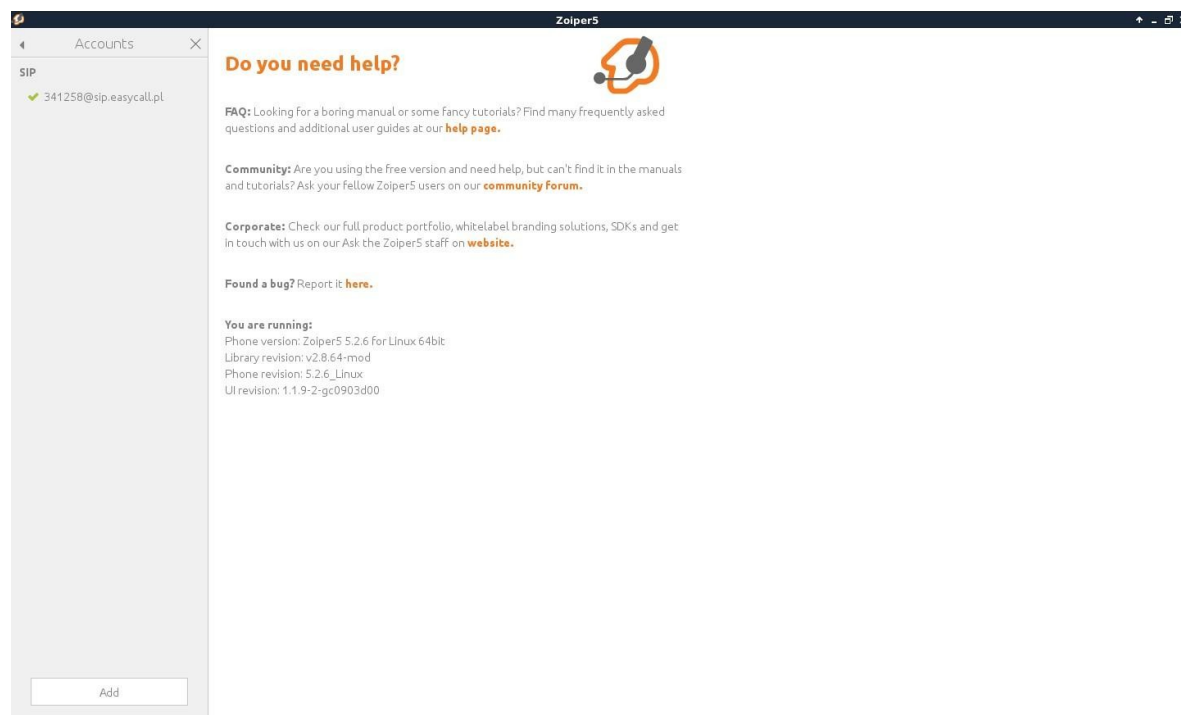 Zoiper5
Accounts
SIP
341258@sip.easycall.pl
Add
Do you need help?
FAQ: Looking for a boring manual or some fancy tutorials? Find many frequently asked
questions and additional user guides at our help page.
Community: Are you using the free version and need help, but can't find it in the manuals
and tutorials? Ask your fellow Zoiper5 users on our community forum.
Corporate: Check our full product portfolio, whitelabel branding solutions, SDKs and get
in touch with us on our Ask the Zoiper5 staff on website.
Found a bug? Report it here.
You are running:
Phone version: Zoiper5 5.2.6 for Linux 64bit
Library revision: v2.8.64-mod
Phone revision: 5.2.6_Linux
UI revision: 1.1.9-2-gc0903d00